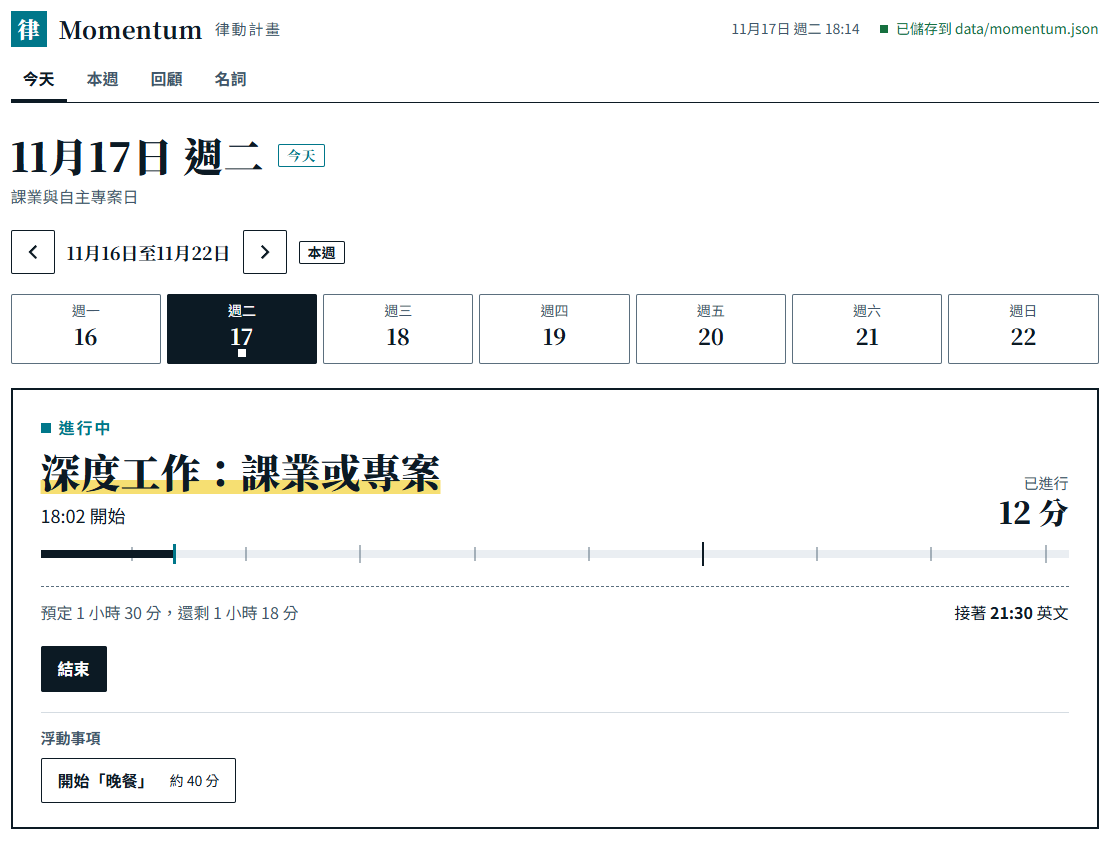 律 Momentum 律動計畫 11月17日 週二 18:14 已儲存到 data/momentum.json
今天 本週 回顧 名詞
11月17日 週二 今天
課業與自主專案日
11月16日至11月22日 本週
週一 週二 週三 週四 週五 週六 週日
16 17 18 19 20 21 22
進行中
深度工作：課業或專案
已進行
18:02 開始 12 分
預定 1 小時 30 分，還剩 1 小時 18 分 接著 21:30 英文
結束
浮動事項
開始「晚餐」 約 40 分